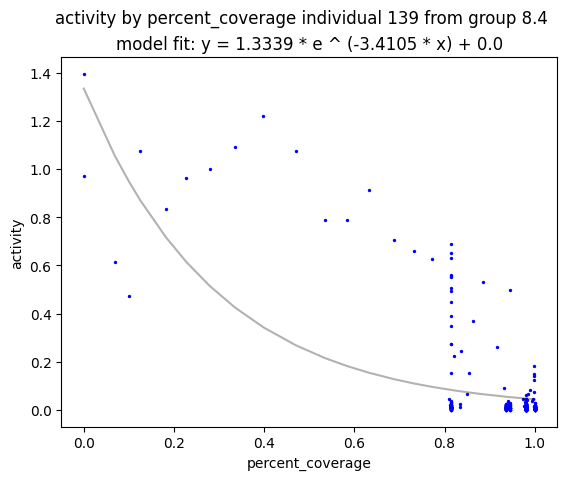 activity by percent_coverage individual 139 from group 8.4
model fit: y = 1.3339 * e ^ (-3.4105 * x) + 0.0
1.4
1.2
1.0
0.8
0.6
0.4
0.2
0.0
activity
0.0 0.2 0.4 0.6 0.8 1.0
percent_coverage